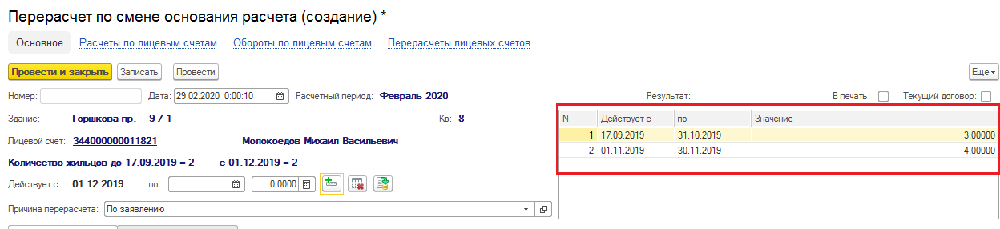 Перерасчет по смене основания расчета (создание) *
Основное Расчеты по лицевым счетам Обороты по лицевым счетам Перерасчеты лицевых счетов
Провести и закрыть Записать Провести Еще
Номер: Дата: 29.02.2020 0:00:10 Расчетный период: Февраль 2020 Результат: В печать: Текущий договор:
Здание: Горшкова пр. 9 / 1 Кв: 8
N Действует с по Значение
1 17.09.2019 31.10.2019 3,00000
2 01.11.2019 30.11.2019 4,00000
Лицевой счет: 344000000011821 Молокоедов Михаил Васильевич
Количество жильцов до 17.09.2019 = 2 с 01.12.2019 = 2
Действует с: 01.12.2019 по: . . 0,0000
Причина перерасчета: По заявлению